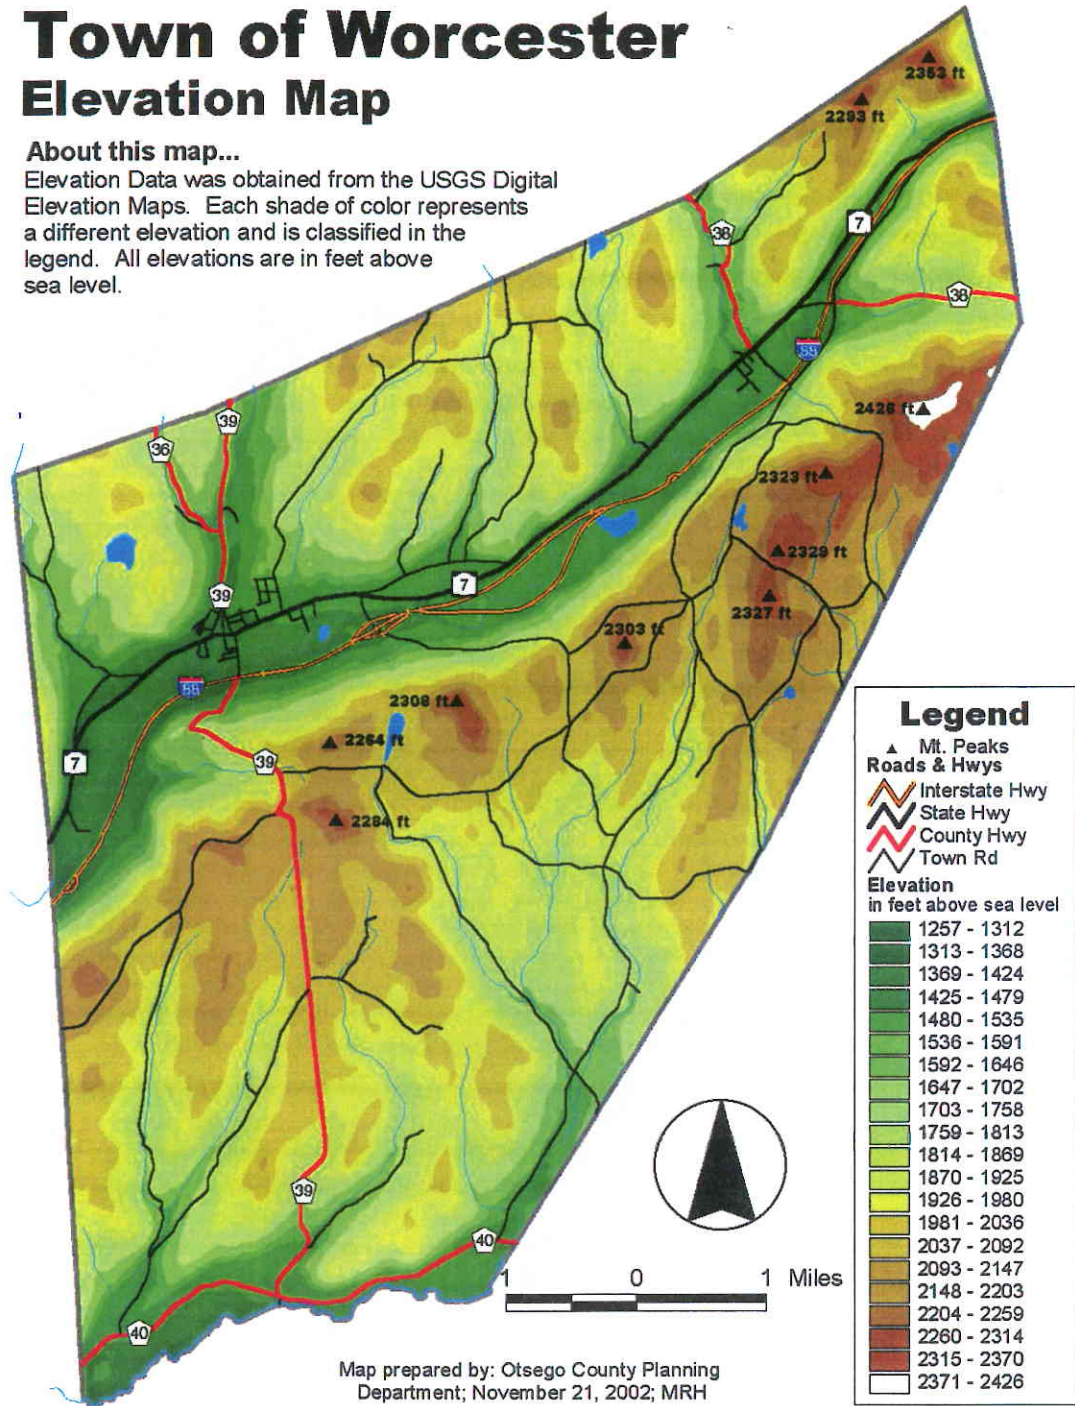 Town of Worcester
Elevation Map
About this map...
Elevation Data was obtained from the USGS Digital
Elevation Maps. Each shade of color represents
a different elevation and is classified in the
legend. All elevations are in feet above
sea level.
2353 ft
2293 ft
7
38
38
88
2426 ft
39
36
2323 ft
2329 ft
7
39
2327 ft
2303 ft
88
2308 ft
2264 ft
39
7
2284 ft
39
40
40
Legend
Mt. Peaks
Roads & Hwys
Interstate Hwy
State Hwy
County Hwy
Town Rd
Elevation
in feet above sea level
1257 - 1312
1313 - 1368
1369 - 1424
1425 - 1479
1480 - 1535
1536 - 1591
1592 - 1646
1647 - 1702
1703 - 1758
1759 - 1813
1814 - 1869
1870 - 1925
1926 - 1980
1981 - 2036
2037 - 2092
2093 - 2147
2148 - 2203
2204 - 2259
2260 - 2314
2315 - 2370
2371 - 2426
1 0 1 Miles
Map prepared by: Otsego County Planning
Department; November 21, 2002; MRH